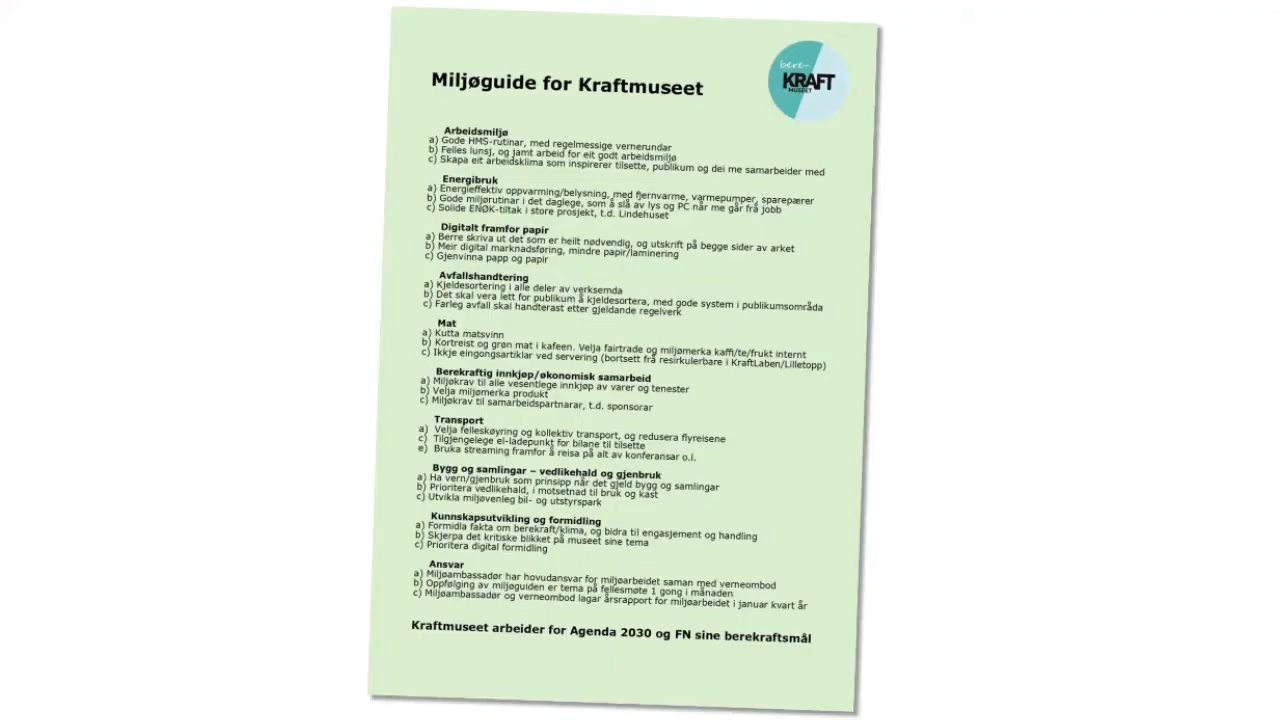 bere–
KRAFT
MUSEET
Miljøguide for Kraftmuseet
Arbeidsmiljø
a) Gode HMS-rutinar, med regelmessige vernerundar
b) Felles lunsj, og jamt arbeid for eit godt arbeidsmiljø
c) Skapa eit arbeidsklima som inspirerer tilsette, publikum og dei me samarbeider med
Energibruk
a) Energieffektiv oppvarming/belysning, med fjernvarme, varmepumper, sparepærer
b) Gode miljørutinar i det daglege, som å slå av lys og PC når me går frå jobb
c) Solide ENØK-tiltak i store prosjekt, t.d. Lindehuset
Digitalt framfor papir
a) Berre skriva ut det som er heilt nødvendig, og utskrift på begge sider av arket
b) Meir digital marknadsføring, mindre papir/laminering
c) Gjenvinna papp og papir
Avfallshandtering
a) Kjeldesortering i alle deler av verksemda
b) Det skal vera lett for publikum å kjeldesortera, med gode system i publikumsområda
c) Farleg avfall skal handterast etter gjeldande regelverk
Mat
a) Kutta matsvinn
b) Kortreist og grøn mat i kafeen. Velja fairtrade og miljømerka kaffi/te/frukt internt
c) Ikkje eingongsartiklar ved servering (bortsett frå resirkulerbare i KraftLaben/Lilletopp)
Berekraftig innkjøp/økonomisk samarbeid
a) Miljøkrav til alle vesentlege innkjøp av varer og tenester
b) Velja miljømerka produkt
c) Miljøkrav til samarbeidspartnarar, t.d. sponsorar
Transport
a) Velja felleskøyring og kollektiv transport, og redusera flyreisene
c) Tilgjengelege el-ladepunkt for bilane til tilsette
e) Bruka streaming framfor å reisa på alt av konferansar o.l.
Bygg og samlingar – vedlikehald og gjenbruk
a) Ha vern/gjenbruk som prinsipp når det gjeld bygg og samlingar
b) Prioritera vedlikehald, i motsetnad til bruk og kast
c) Utvikla miljøvenleg bil- og utstyrspark
Kunnskapsutvikling og formidling
a) Formidla fakta om berekraft/klima, og bidra til engasjement og handling
b) Skjerpa det kritiske blikket på museet sine tema
c) Prioritera digital formidling
Ansvar
a) Miljøambassadør har hovudansvar for miljøarbeidet saman med verneombod
b) Oppfølging av miljøguiden er tema på fellesmøte 1 gong i månaden
c) Miljøambassadør og verneombod lagar årsrapport for miljøarbeidet i januar kvart år
Kraftmuseet arbeider for Agenda 2030 og FN sine berekraftsmål